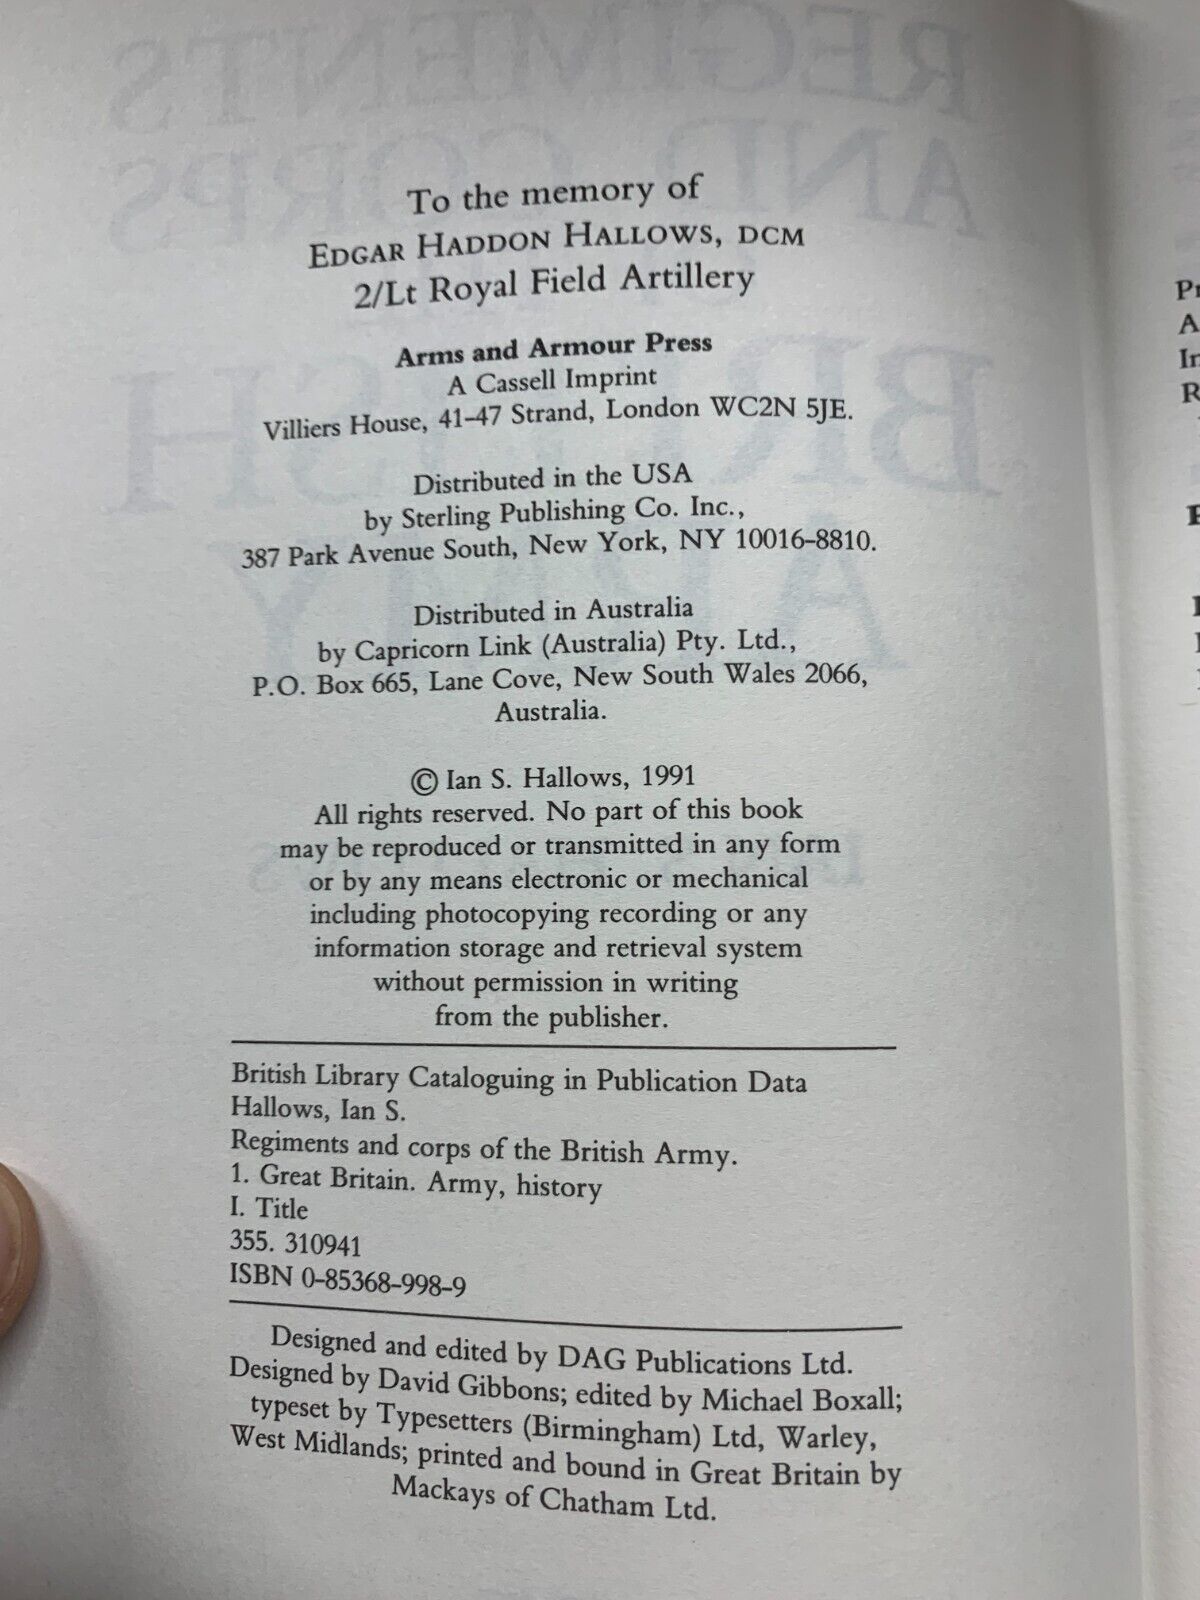 To the memory of
EDGAR HADDON HALLOWS, DCM
2/Lt Royal Field Artillery
Arms and Armour Press
A Cassell Imprint
Villiers House, 41–47 Strand, London WC2N 5JE.
Distributed in the USA
by Sterling Publishing Co. Inc.,
387 Park Avenue South, New York, NY 10016–8810.
Distributed in Australia
by Capricorn Link (Australia) Pty. Ltd.,
P.O. Box 665, Lane Cove, New South Wales 2066,
Australia.
© Ian S. Hallows, 1991
All rights reserved. No part of this book
may be reproduced or transmitted in any form
or by any means electronic or mechanical
including photocopying recording or any
information storage and retrieval system
without permission in writing
from the publisher.
British Library Cataloguing in Publication Data
Hallows, Ian S.
Regiments and corps of the British Army.
1. Great Britain. Army, history
I. Title
355. 310941
ISBN 0–85368–998–9
Designed and edited by DAG Publications Ltd.
Designed by David Gibbons; edited by Michael Boxall;
typeset by Typesetters (Birmingham) Ltd, Warley,
West Midlands; printed and bound in Great Britain by
Mackays of Chatham Ltd.